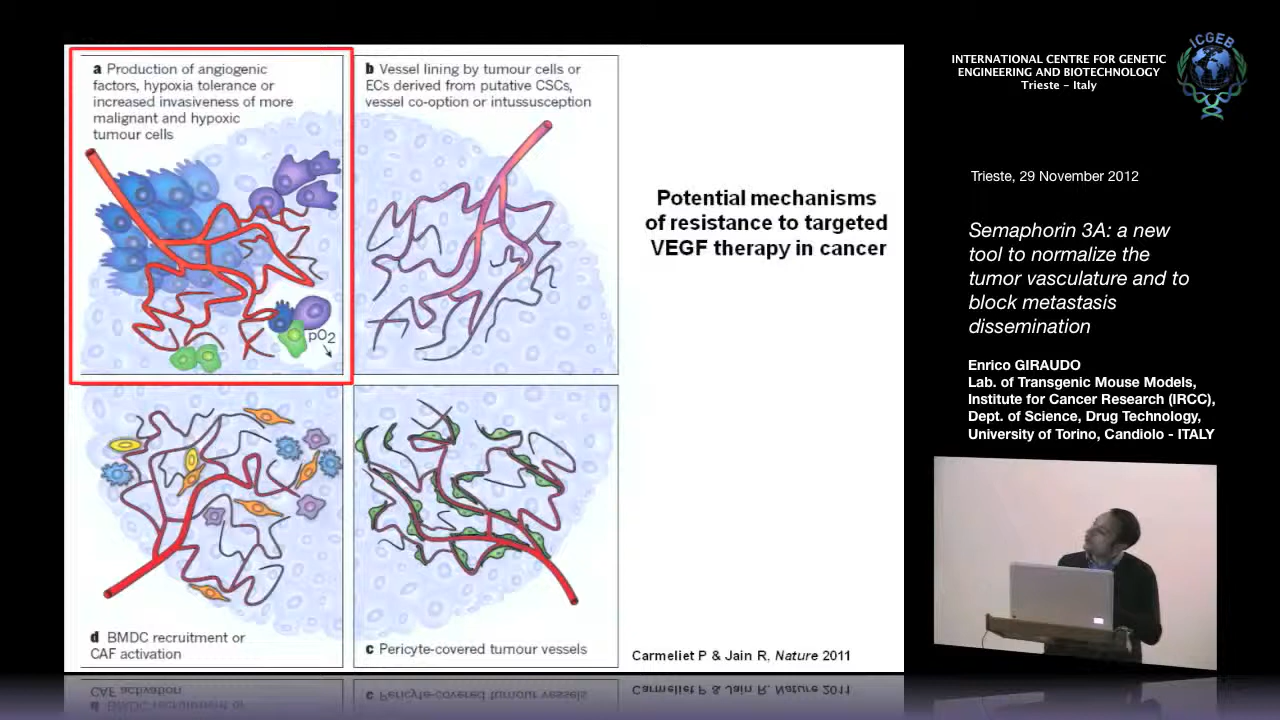 a Production of angiogenic
factors, hypoxia tolerance or
increased invasiveness of more
malignant and hypoxic
tumour cells
pO2
b Vessel lining by tumour cells or
ECs derived from putative CSCs,
vessel co-option or intussusception
d BMDC recruitment or
CAF activation
c Pericyte-covered tumour vessels
Potential mechanisms
of resistance to targeted
VEGF therapy in cancer
Carmeliet P & Jain R, Nature 2011
INTERNATIONAL CENTRE FOR GENETIC
ENGINEERING AND BIOTECHNOLOGY
Trieste – Italy
ICGEB
Trieste, 29 November 2012
Semaphorin 3A: a new
tool to normalize the
tumor vasculature and to
block metastasis
dissemination
Enrico GIRAUDO
Lab. of Transgenic Mouse Models,
Institute for Cancer Research (IRCC),
Dept. of Science, Drug Technology,
University of Torino, Candiolo - ITALY